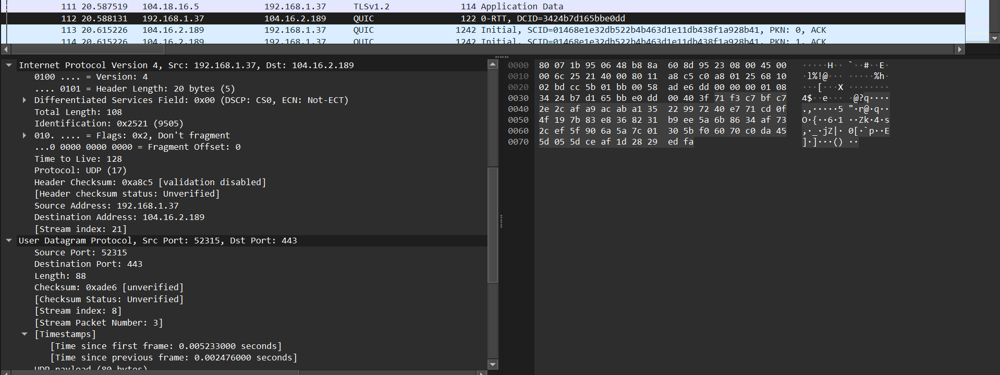 111 20.587519 104.18.16.5 192.168.1.37 TLSv1.2 114 Application Data
112 20.588131 192.168.1.37 104.16.2.189 QUIC 122 0-RTT, DCID=3424b7d165bbe0dd
113 20.615226 104.16.2.189 192.168.1.37 QUIC 1242 Initial, SCID=01468e1e32db522b4b463d1e11db438f1a928b41, PKN: 0, ACK
114 20.615226 104.16.2.189 192.168.1.37 QUIC 1242 Initial, SCID=01468e1e32db522b4b463d1e11db438f1a928b41, PKN: 1, ACK
Internet Protocol Version 4, Src: 192.168.1.37, Dst: 104.16.2.189
0100 .... = Version: 4
.... 0101 = Header Length: 20 bytes (5)
Differentiated Services Field: 0x00 (DSCP: CS0, ECN: Not-ECT)
Total Length: 108
Identification: 0x2521 (9505)
010. .... = Flags: 0x2, Don't fragment
...0 0000 0000 0000 = Fragment Offset: 0
Time to Live: 128
Protocol: UDP (17)
Header Checksum: 0xa8c5 [validation disabled]
[Header checksum status: Unverified]
Source Address: 192.168.1.37
Destination Address: 104.16.2.189
[Stream index: 21]
User Datagram Protocol, Src Port: 52315, Dst Port: 443
Source Port: 52315
Destination Port: 443
Length: 88
Checksum: 0xade6 [unverified]
[Checksum Status: Unverified]
[Stream index: 8]
[Stream Packet Number: 3]
[Timestamps]
[Time since first frame: 0.005233000 seconds]
[Time since previous frame: 0.002476000 seconds]
UDP payload (80 bytes)
0000 80 07 1b 95 06 48 b8 8a 60 8d 95 23 08 00 45 00 ·····H·· `··#··E·
0010 00 6c 25 21 40 00 80 11 a8 c5 c0 a8 01 25 68 10 ·l%!@··· ·····%h·
0020 02 bd cc 5b 01 bb 00 58 ad e6 dd 00 00 00 01 08 ···[···X ········
0030 34 24 b7 d1 65 bb e0 dd 00 40 3f 71 f3 c7 bf c7 4$··e··· ·@?q····
0040 2e 2c af a9 ac ab a1 35 22 99 72 40 e7 71 cd 0f .,·····5 "·r@·q··
0050 4f 19 7b 83 e8 36 82 31 b9 ee 5a 6b 86 34 af 73 O·{··6·1 ··Zk·4·s
0060 2c ef 5f 90 6a 5a 7c 01 30 5b f0 60 70 c0 da 45 ,·_·jZ|· 0[·`p··E
0070 5d 05 5d ce af 1d 28 29 ed fa ]·]···() ··